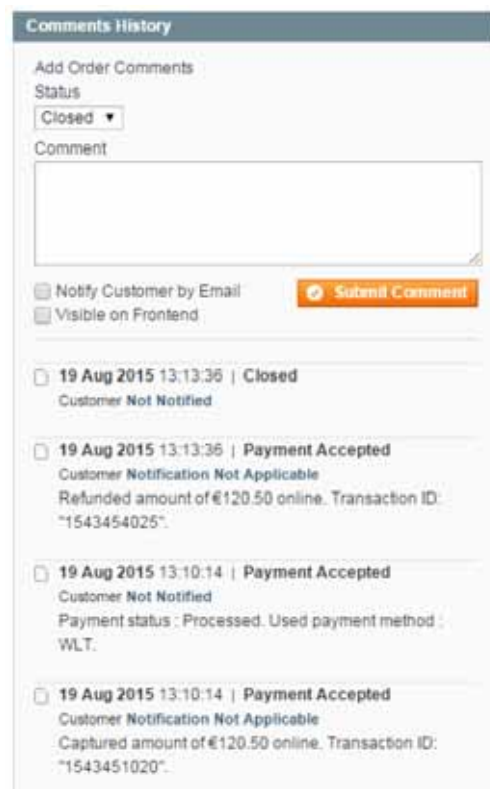 Comments History
Add Order Comments
Status
Closed
Comment
Notify Customer by Email
Submit Comment
Visible on Frontend
19 Aug 2015 13:13:36 | Closed
Customer Not Notified
19 Aug 2015 13:13:36 | Payment Accepted
Customer Notification Not Applicable
Refunded amount of €120.50 online. Transaction ID:
"1543454025".
19 Aug 2015 13:10:14 | Payment Accepted
Customer Not Notified
Payment status : Processed. Used payment method :
WLT.
19 Aug 2015 13:10:14 | Payment Accepted
Customer Notification Not Applicable
Captured amount of €120.50 online. Transaction ID:
"1543451020".